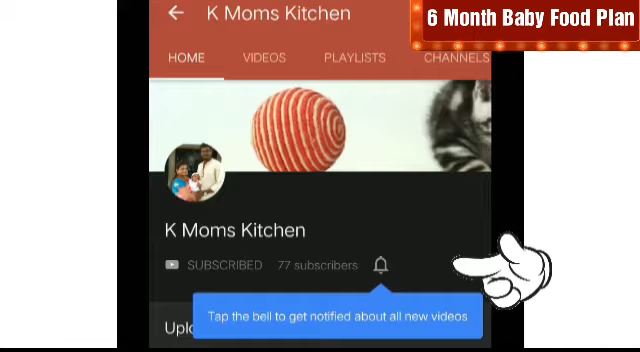 K Moms Kitchen
6 Month Baby Food Plan
HOME VIDEOS PLAYLISTS CHANNELS
K Moms Kitchen
SUBSCRIBED 77 subscribers
Tap the bell to get notified about all new videos